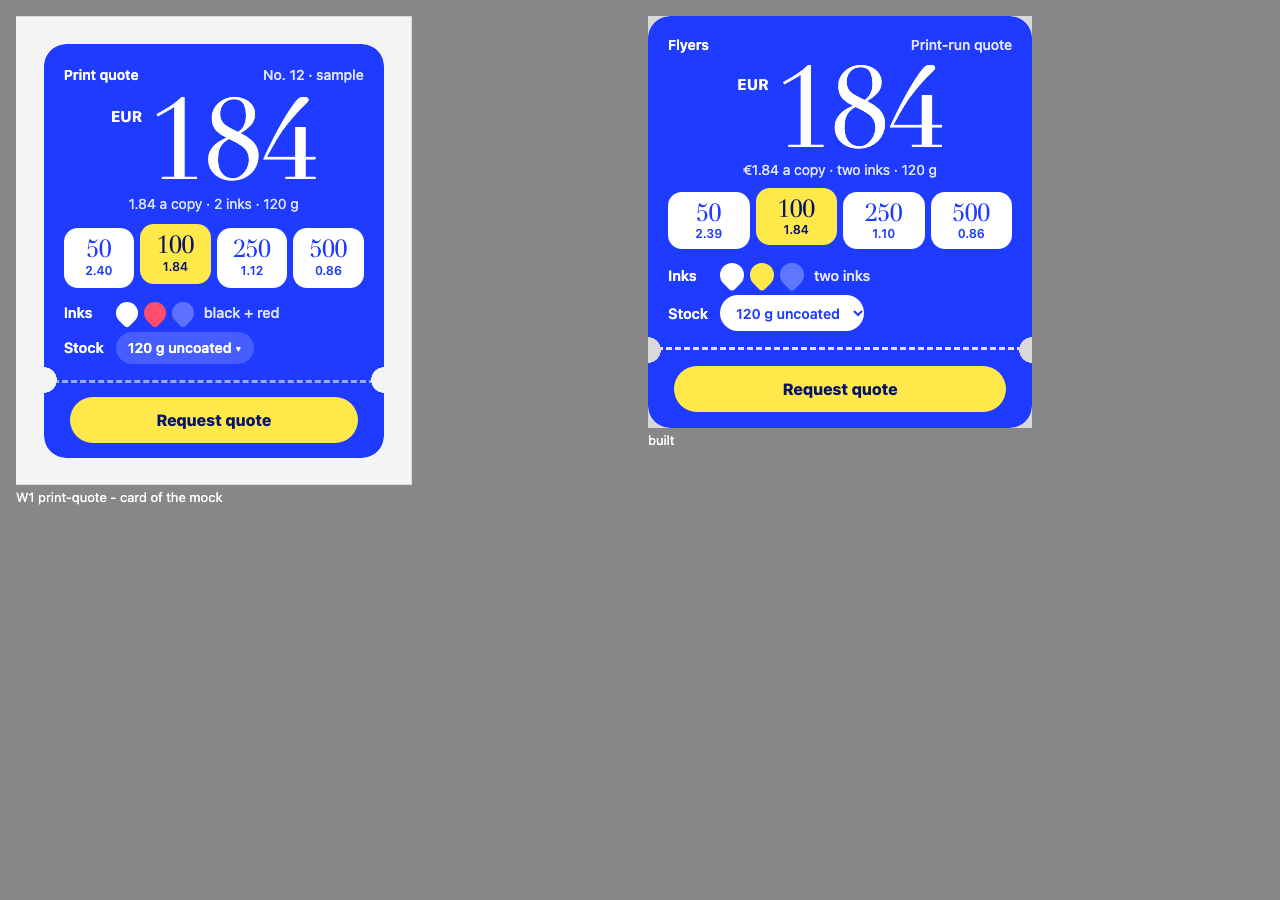 Print quote
No. 12 · sample
EUR 184
1.84 a copy · 2 inks · 120 g
50 100 250 500
2.40 1.84 1.12 0.86
Inks black + red
Stock 120 g uncoated ▾
Request quote
W1 print-quote - card of the mock
Flyers
Print-run quote
EUR 184
€1.84 a copy · two inks · 120 g
50 100 250 500
2.39 1.84 1.10 0.86
Inks two inks
Stock 120 g uncoated
Request quote
built